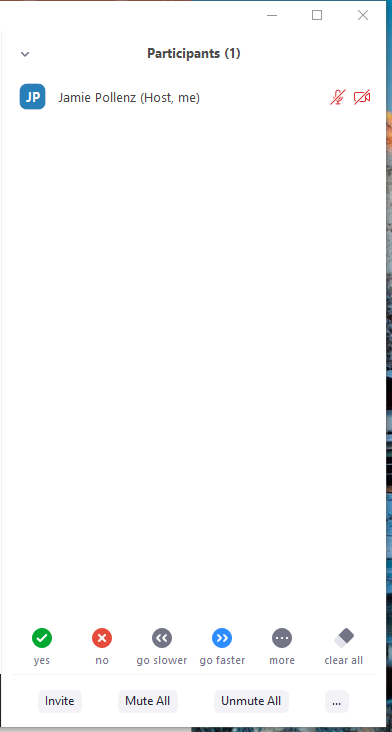 Participants (1)
JP Jamie Pollenz (Host, me)
yes no go slower go faster more clear all
Invite Mute All Unmute All ...